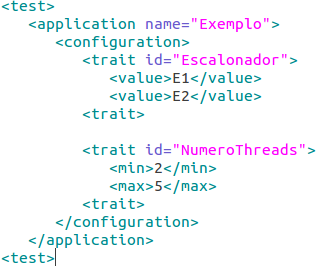 <test>
<application name="Exemplo">
<configuration>
<trait id="Escalonador">
<value>E1</value>
<value>E2</value>
<trait>
<trait id="NumeroThreads">
<min>2</min>
<max>5</max>
<trait>
</configuration>
</application>
<test>